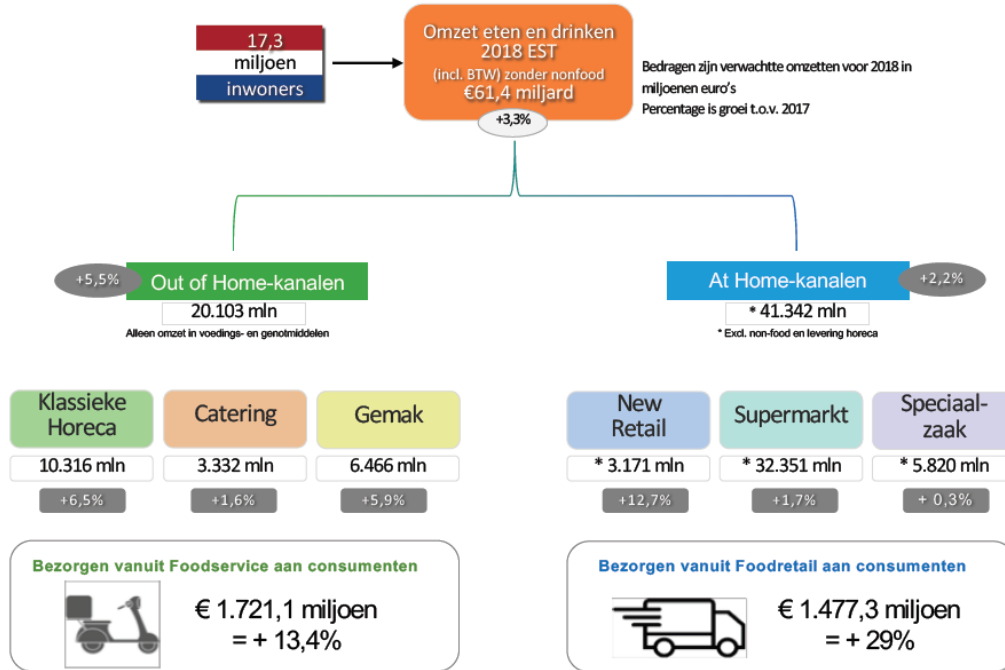 17,3
miljoen
inwoners
Omzet eten en drinken
2018 EST
(incl. BTW) zonder nonfood
€61,4 miljard
+3,3%
Bedragen zijn verwachtte omzetten voor 2018 in
miljoenen euro's
Percentage is groei t.o.v. 2017
+5,5%
Out of Home-kanalen
20.103 mln
Alleen omzet in voedings- en genotmiddelen
At Home-kanalen
+2,2%
* 41.342 mln
* Excl. non-food en levering horeca
Klassieke
Horeca
10.316 mln
+6,5%
Catering
3.332 mln
+1,6%
Gemak
6.466 mln
+5,9%
New
Retail
* 3.171 mln
+12,7%
Supermarkt
* 32.351 mln
+1,7%
Speciaal-
zaak
* 5.820 mln
+ 0,3%
Bezorgen vanuit Foodservice aan consumenten
€ 1.721,1 miljoen
= + 13,4%
Bezorgen vanuit Foodretail aan consumenten
€ 1.477,3 miljoen
= + 29%